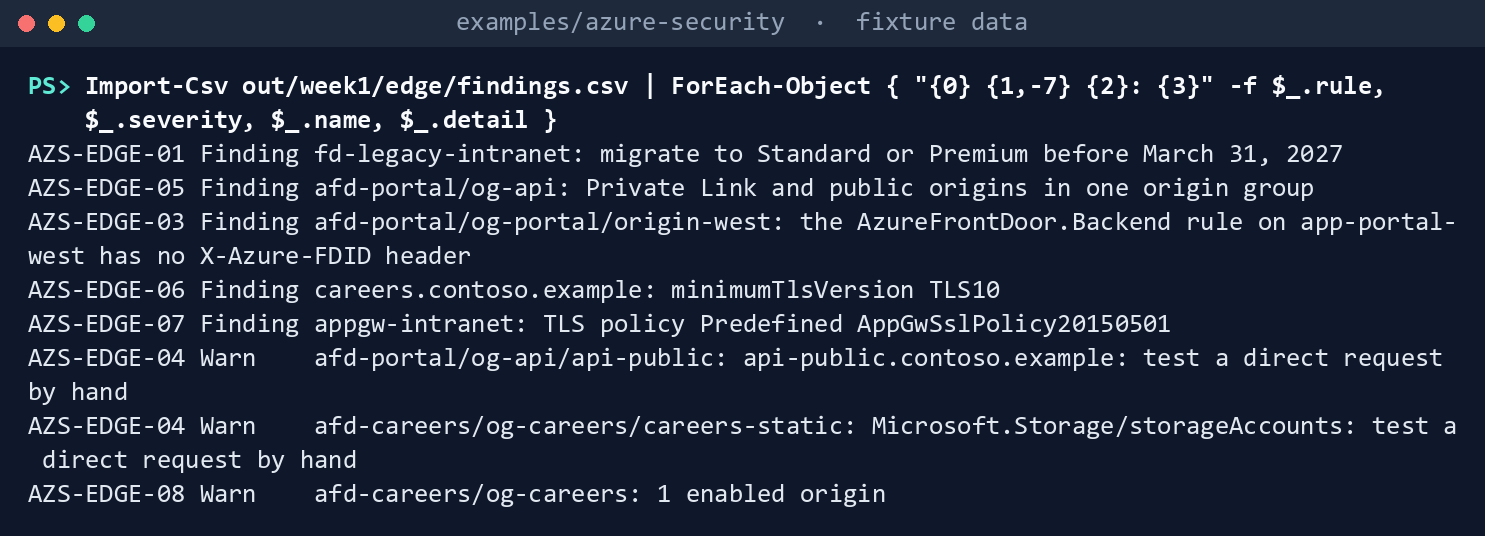 examples/azure-security · fixture data
PS> Import-Csv out/week1/edge/findings.csv | ForEach-Object { "{0} {1,-7} {2}: {3}" -f $_.rule,
$_.severity, $_.name, $_.detail }
AZS-EDGE-01 Finding fd-legacy-intranet: migrate to Standard or Premium before March 31, 2027
AZS-EDGE-05 Finding afd-portal/og-api: Private Link and public origins in one origin group
AZS-EDGE-03 Finding afd-portal/og-portal/origin-west: the AzureFrontDoor.Backend rule on app-portal-
west has no X-Azure-FDID header
AZS-EDGE-06 Finding careers.contoso.example: minimumTlsVersion TLS10
AZS-EDGE-07 Finding appgw-intranet: TLS policy Predefined AppGwSslPolicy20150501
AZS-EDGE-04 Warn    afd-portal/og-api/api-public: api-public.contoso.example: test a direct request
by hand
AZS-EDGE-04 Warn    afd-careers/og-careers/careers-static: Microsoft.Storage/storageAccounts: test a
 direct request by hand
AZS-EDGE-08 Warn    afd-careers/og-careers: 1 enabled origin